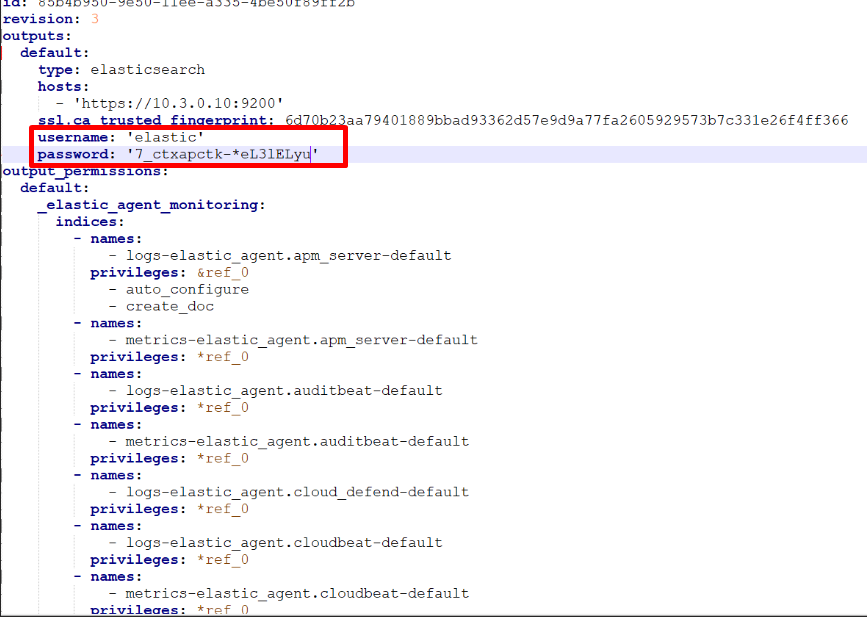 id: 85b4b950-9e50-11ee-a335-4be50f89ff2b
revision: 3
outputs:
default:
type: elasticsearch
hosts:
- 'https://10.3.0.10:9200'
ssl.ca_trusted_fingerprint: 6d70b23aa79401889bbad93362d57e9d9a77fa2605929573b7c331e26f4ff366
username: 'elastic'
password: '7_ctxapctk-*eL3lELyu'
output_permissions:
default:
_elastic_agent_monitoring:
indices:
- names:
- logs-elastic_agent.apm_server-default
privileges: &ref_0
- auto_configure
- create_doc
- names:
- metrics-elastic_agent.apm_server-default
privileges: *ref_0
- names:
- logs-elastic_agent.auditbeat-default
privileges: *ref_0
- names:
- metrics-elastic_agent.auditbeat-default
privileges: *ref_0
- names:
- logs-elastic_agent.cloud_defend-default
privileges: *ref_0
- names:
- logs-elastic_agent.cloudbeat-default
privileges: *ref_0
- names:
- metrics-elastic_agent.cloudbeat-default
privileges: *ref_0